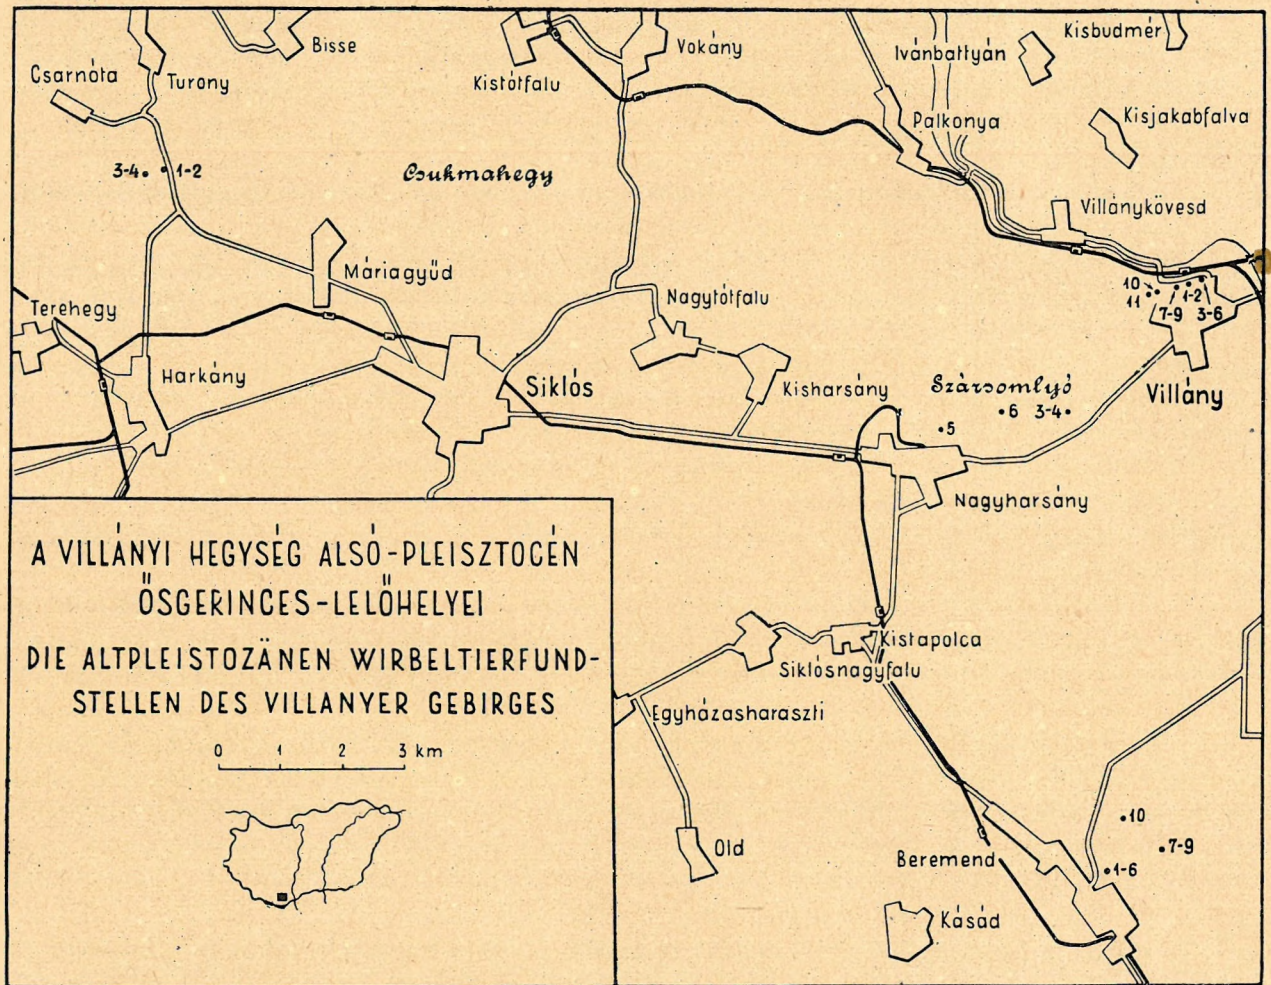 Bisse
Kistótfalu
Vokány
Ivánbattyán
Kisbudmér
Csarnóta
Turony
Palkonya
Kisjakabfalva
3-4
1-2
Csukmahegy
Villánykövesd
Máriagyűd
Terehegy
Nagytótfalu
10
11
7-9
1-2
3-6
Harkány
Siklós
Kisharsány
Szársomlyó
Villány
5
6
3-4
Nagyharsány
A VILLÁNYI HEGYSÉG ALSÓ-PLEISZTOCÉN
ŐSGERINCES-LELŐHELYEI
DIE ALTPLEISTOZÄNEN WIRBELTIERFUND-
STELLEN DES VILLANYER GEBIRGES
0 1 2 3 km
Kistapolca
Siklósnagyfalu
Egyházasharaszti
Old
Beremend
10
7-9
1-6
Kásád